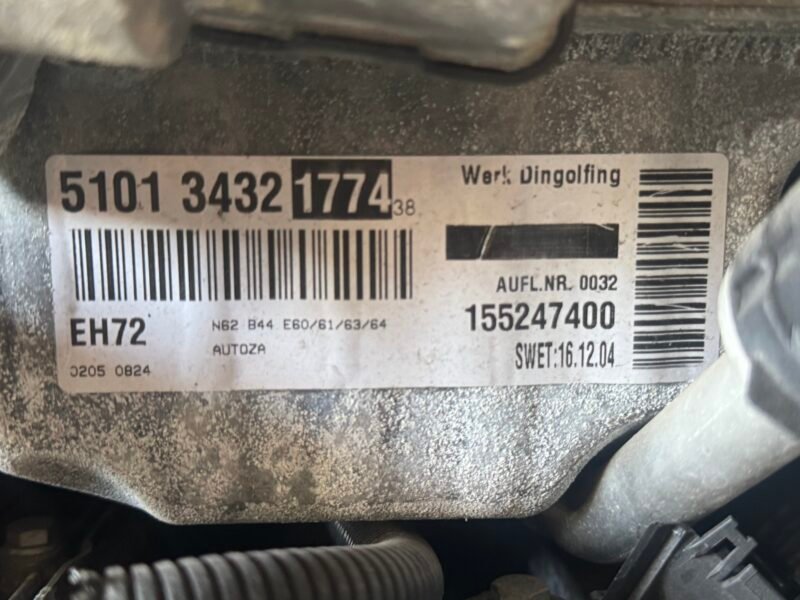 5101 3432 1774 38
Werk Dingolfing
AUFL.NR. 0032
EH72
N62 B44 E60/61/63/64
AUTOZA
155247400
0205 0824
SWET:16.12.04